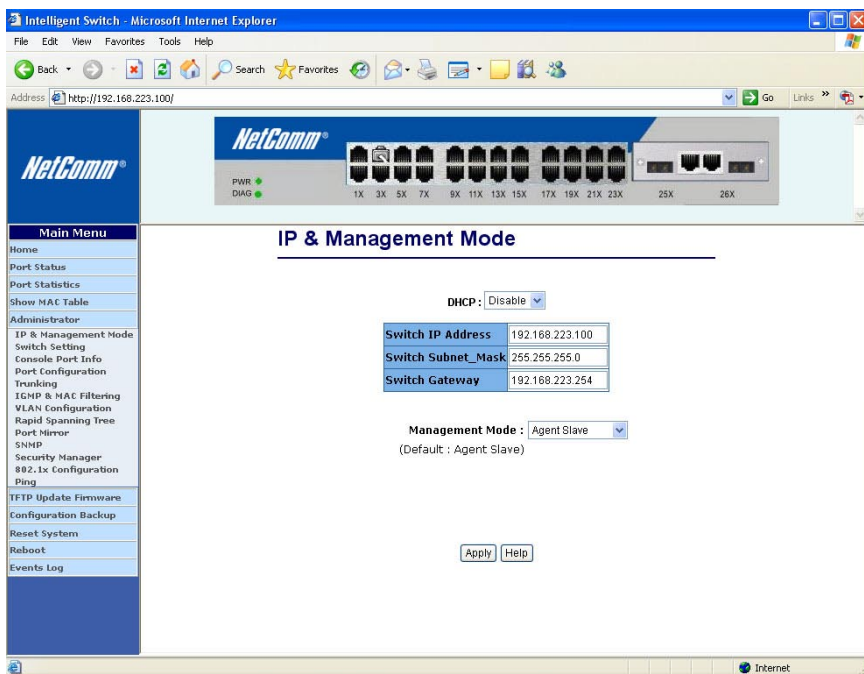 Intelligent Switch - Microsoft Internet Explorer
File Edit View Favorites Tools Help
Back Search Favorites
Address http://192.168.223.100/ Go Links »
NetComm®
NetComm®
PWR
DIAG
1X 3X 5X 7X 9X 11X 13X 15X 17X 19X 21X 23X 25X 26X
Main Menu
Home
Port Status
Port Statistics
Show MAC Table
Administrator
IP & Management Mode
Switch Setting
Console Port Info
Port Configuration
Trunking
IGMP & MAC Filtering
VLAN Configuration
Rapid Spanning Tree
Port Mirror
SNMP
Security Manager
802.1x Configuration
Ping
TFTP Update Firmware
Configuration Backup
Reset System
Reboot
Events Log
IP & Management Mode
DHCP : Disable
Switch IP Address 192.168.223.100
Switch Subnet_Mask 255.255.255.0
Switch Gateway 192.168.223.254
Management Mode : Agent Slave
(Default : Agent Slave)
Apply Help
Internet